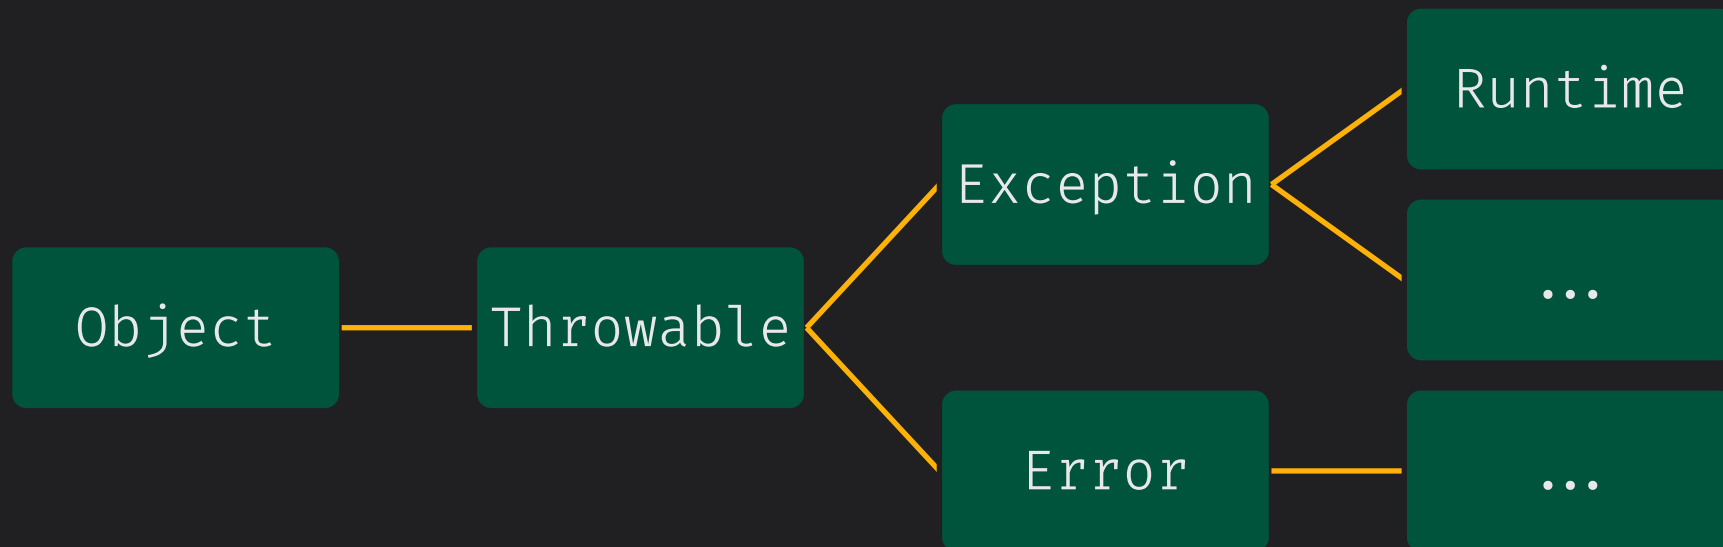 Object
Throwable
Exception
Error
Runtime
...
...